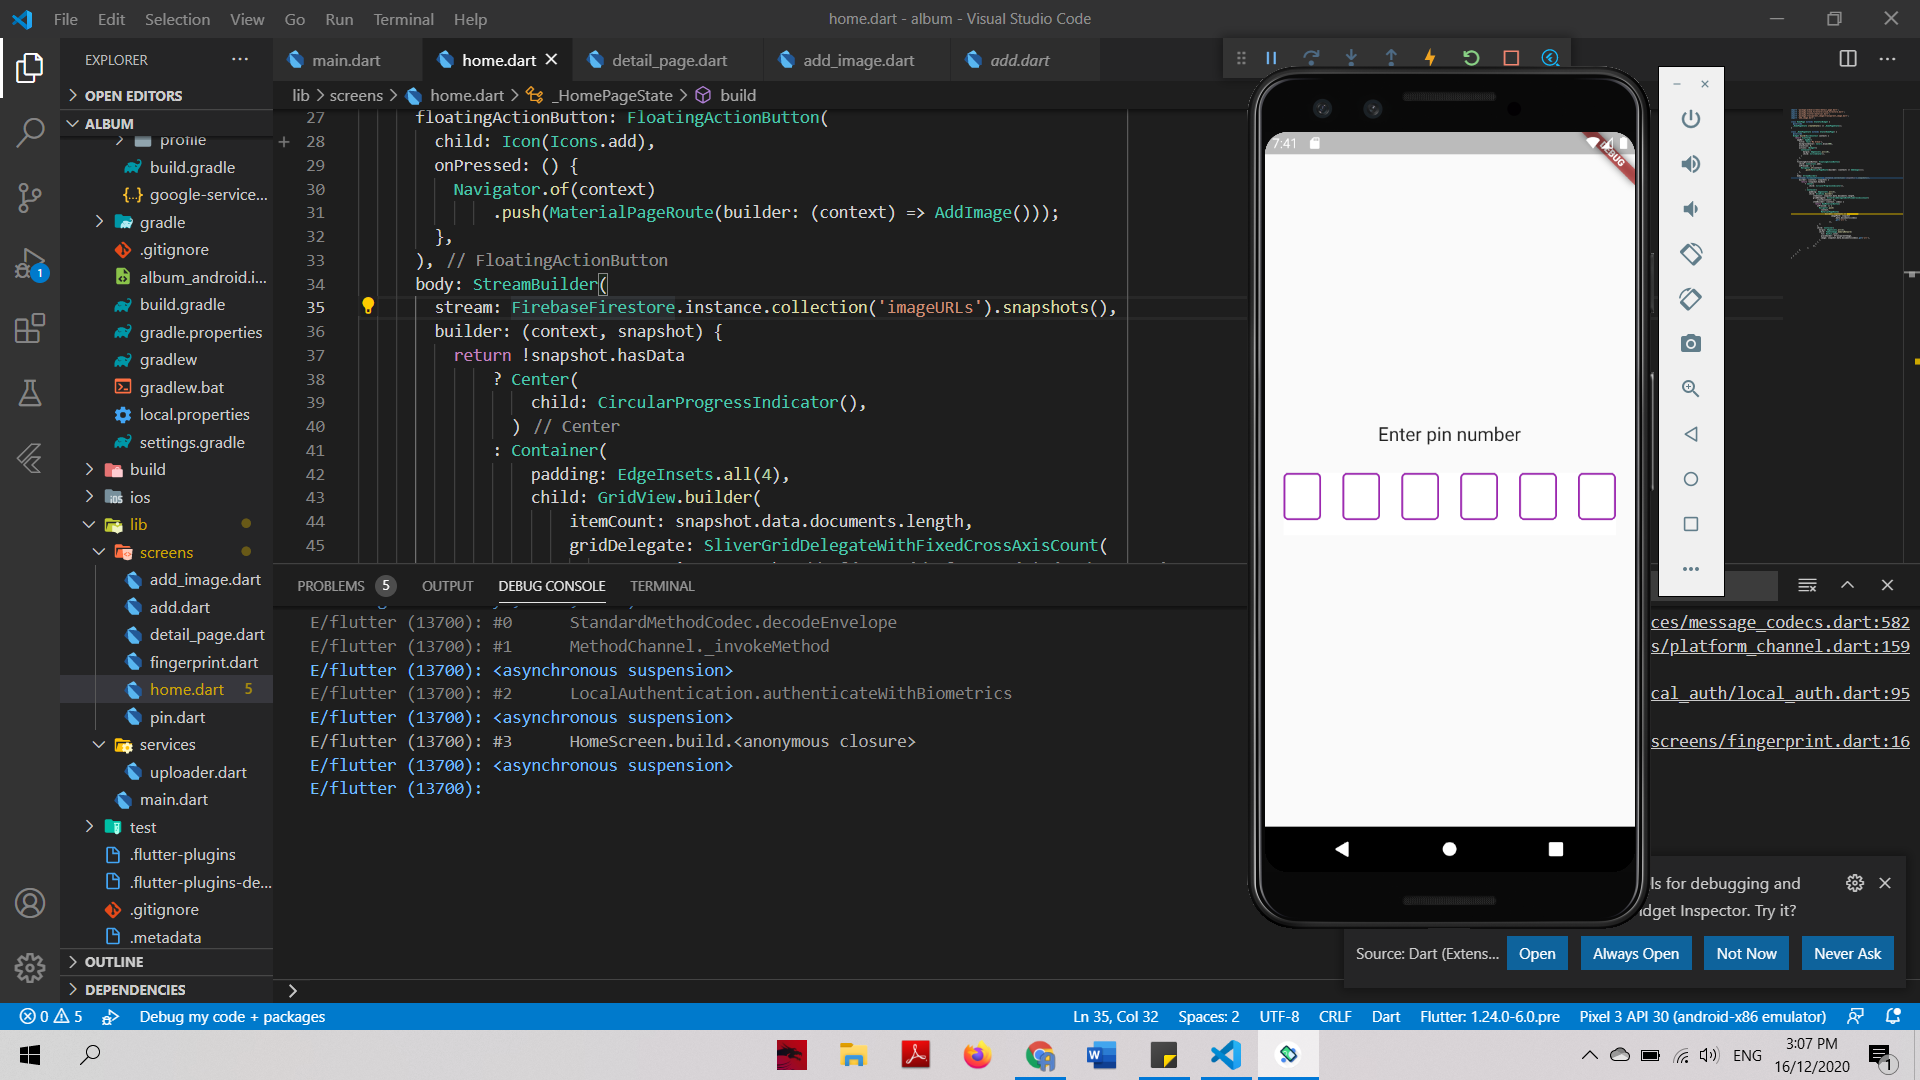 File Edit Selection View Go Run Terminal Help
home.dart - album - Visual Studio Code
EXPLORER
main.dart
home.dart
detail_page.dart
add_image.dart
add.dart
OPEN EDITORS
lib > screens > home.dart > _HomePageState > build
ALBUM
profile
build.gradle
google-service...
gradle
.gitignore
album_android.i...
build.gradle
gradle.properties
gradlew
gradlew.bat
local.properties
settings.gradle
build
ios
lib
screens
add_image.dart
add.dart
detail_page.dart
fingerprint.dart
home.dart 5
pin.dart
services
uploader.dart
main.dart
test
.flutter-plugins
.flutter-plugins-de...
.gitignore
.metadata
OUTLINE
DEPENDENCIES
1
27 floatingActionButton: FloatingActionButton(
28 child: Icon(Icons.add),
29 onPressed: () {
30 Navigator.of(context)
31 .push(MaterialPageRoute(builder: (context) => AddImage()));
32 },
33 ), // FloatingActionButton
34 body: StreamBuilder(
35 stream: FirebaseFirestore.instance.collection('imageURLs').snapshots(),
36 builder: (context, snapshot) {
37 return !snapshot.hasData
38 ? Center(
39 child: CircularProgressIndicator(),
40 ) // Center
41 : Container(
42 padding: EdgeInsets.all(4),
43 child: GridView.builder(
44 itemCount: snapshot.data.documents.length,
45 gridDelegate: SliverGridDelegateWithFixedCrossAxisCount(
PROBLEMS 5 OUTPUT DEBUG CONSOLE TERMINAL
E/flutter (13700): #0 StandardMethodCodec.decodeEnvelope
ces/message_codecs.dart:582
E/flutter (13700): #1 MethodChannel._invokeMethod
s/platform_channel.dart:159
E/flutter (13700): <asynchronous suspension>
E/flutter (13700): #2 LocalAuthentication.authenticateWithBiometrics
cal_auth/local_auth.dart:95
E/flutter (13700): <asynchronous suspension>
E/flutter (13700): #3 HomeScreen.build.<anonymous closure>
screens/fingerprint.dart:16
E/flutter (13700): <asynchronous suspension>
E/flutter (13700):
7:41
DEBUG
Enter pin number
ls for debugging and
idget Inspector. Try it?
Source: Dart (Extens...
Open
Always Open
Not Now
Never Ask
0 5
Debug my code + packages
Ln 35, Col 32
Spaces: 2
UTF-8
CRLF
Dart
Flutter: 1.24.0-6.0.pre
Pixel 3 API 30 (android-x86 emulator)
ENG
3:07 PM
16/12/2020
1